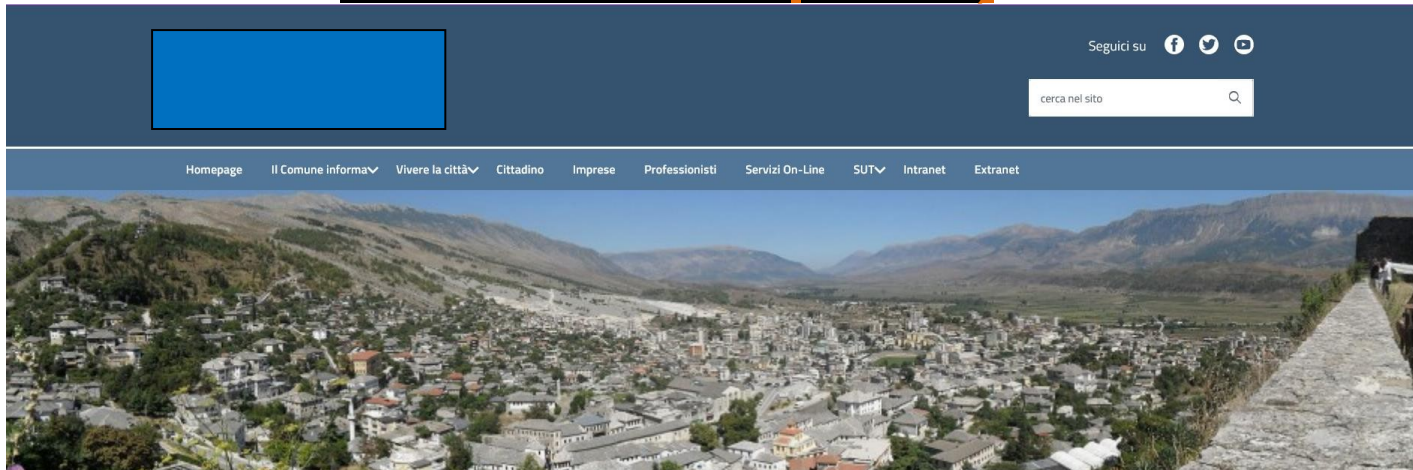 Seguici su
cerca nel sito
Homepage Il Comune informa Vivere la città Cittadino Imprese Professionisti Servizi On-Line SUT Intranet Extranet